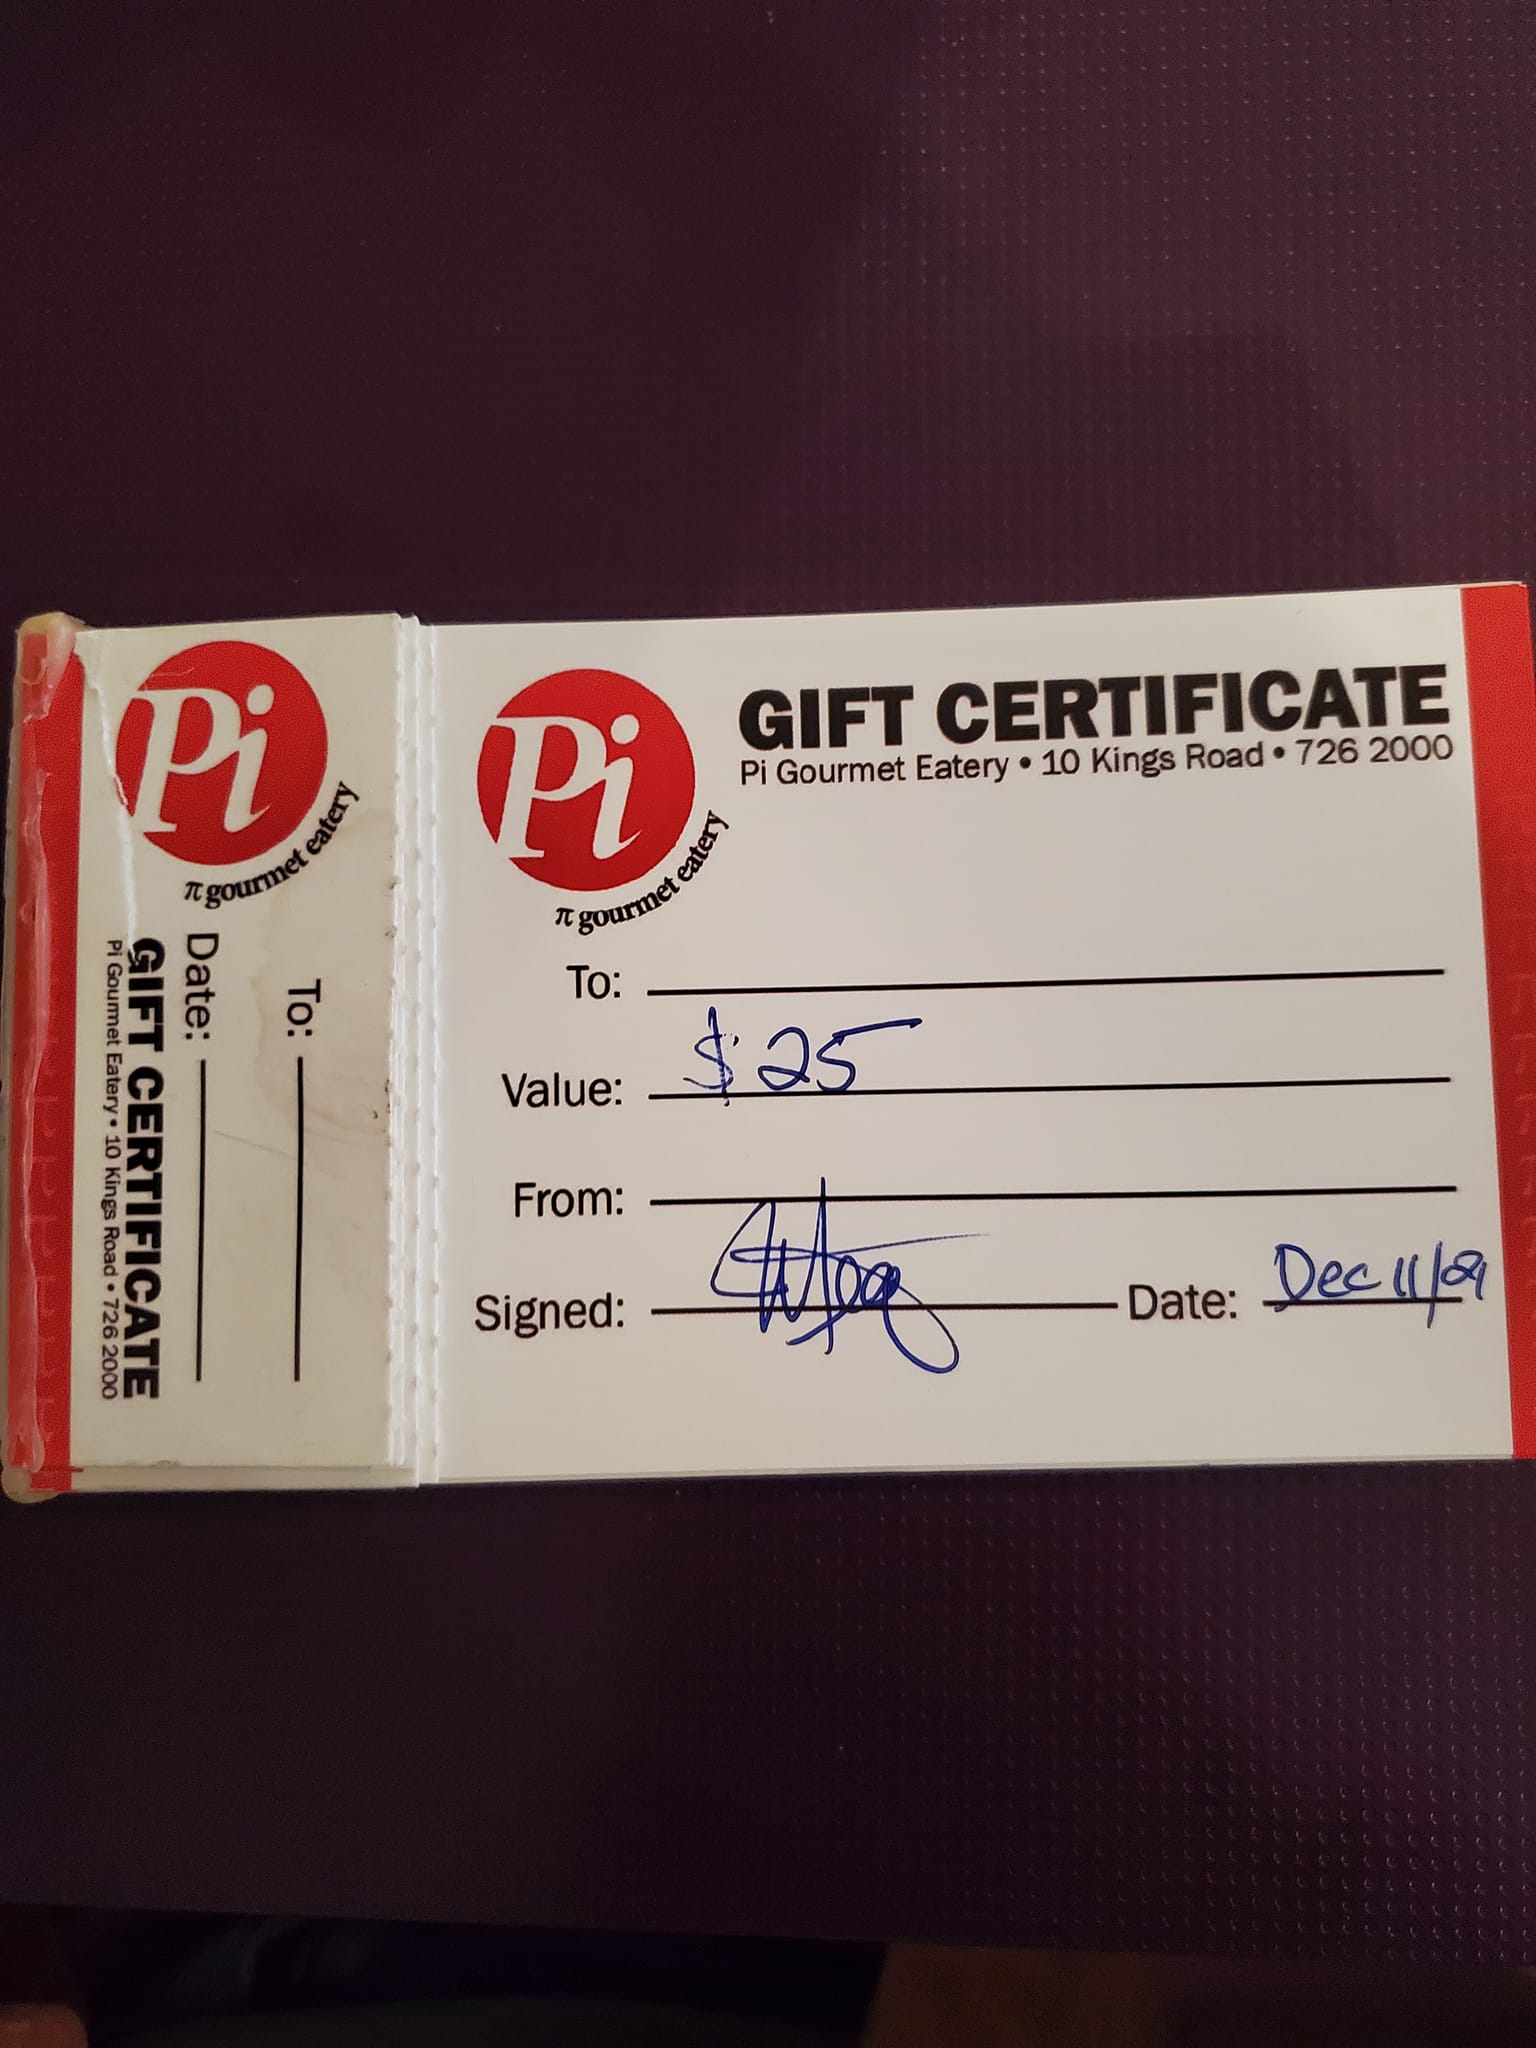 Pi
π gourmet eatery
To:
Date:
GIFT CERTIFICATE
Pi Gourmet Eatery • 10 Kings Road • 726 2000
Pi
π gourmet eatery
GIFT CERTIFICATE
Pi Gourmet Eatery • 10 Kings Road • 726 2000
To:
Value: $25
From:
Signed: Date: Dec 11/21